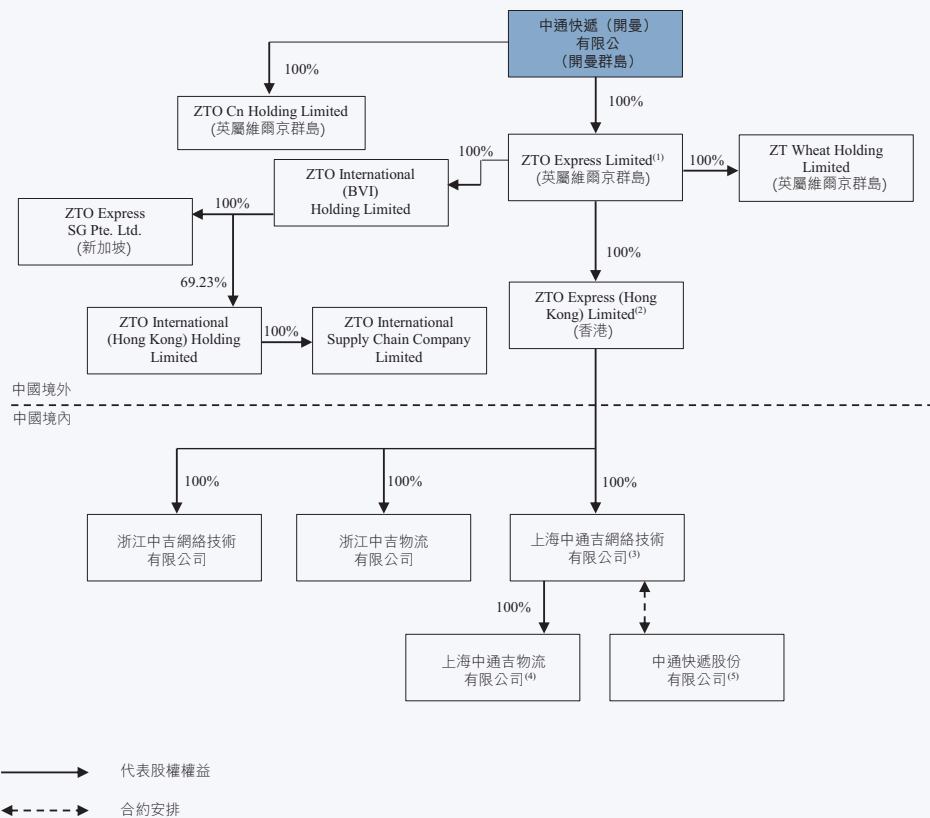 中通快遞（開曼）
有限公
（開曼群島）
100%
100%
ZTO Cn Holding Limited
(英屬維爾京群島)
ZTO Express Limited(1)
(英屬維爾京群島)
100%
ZT Wheat Holding
Limited
(英屬維爾京群島)
100%
ZTO International
(BVI)
Holding Limited
100%
ZTO Express
SG Pte. Ltd.
(新加坡)
69.23%
100%
ZTO International
(Hong Kong) Holding
Limited
100%
ZTO International
Supply Chain Company
Limited
ZTO Express (Hong
Kong) Limited(2)
(香港)
中國境外
中國境內
100%
100%
100%
浙江中吉網絡技術
有限公司
浙江中吉物流
有限公司
上海中通吉網絡技術
有限公司(3)
100%
上海中通吉物流
有限公司(4)
中通快遞股份
有限公司(5)
代表股權權益
合約安排